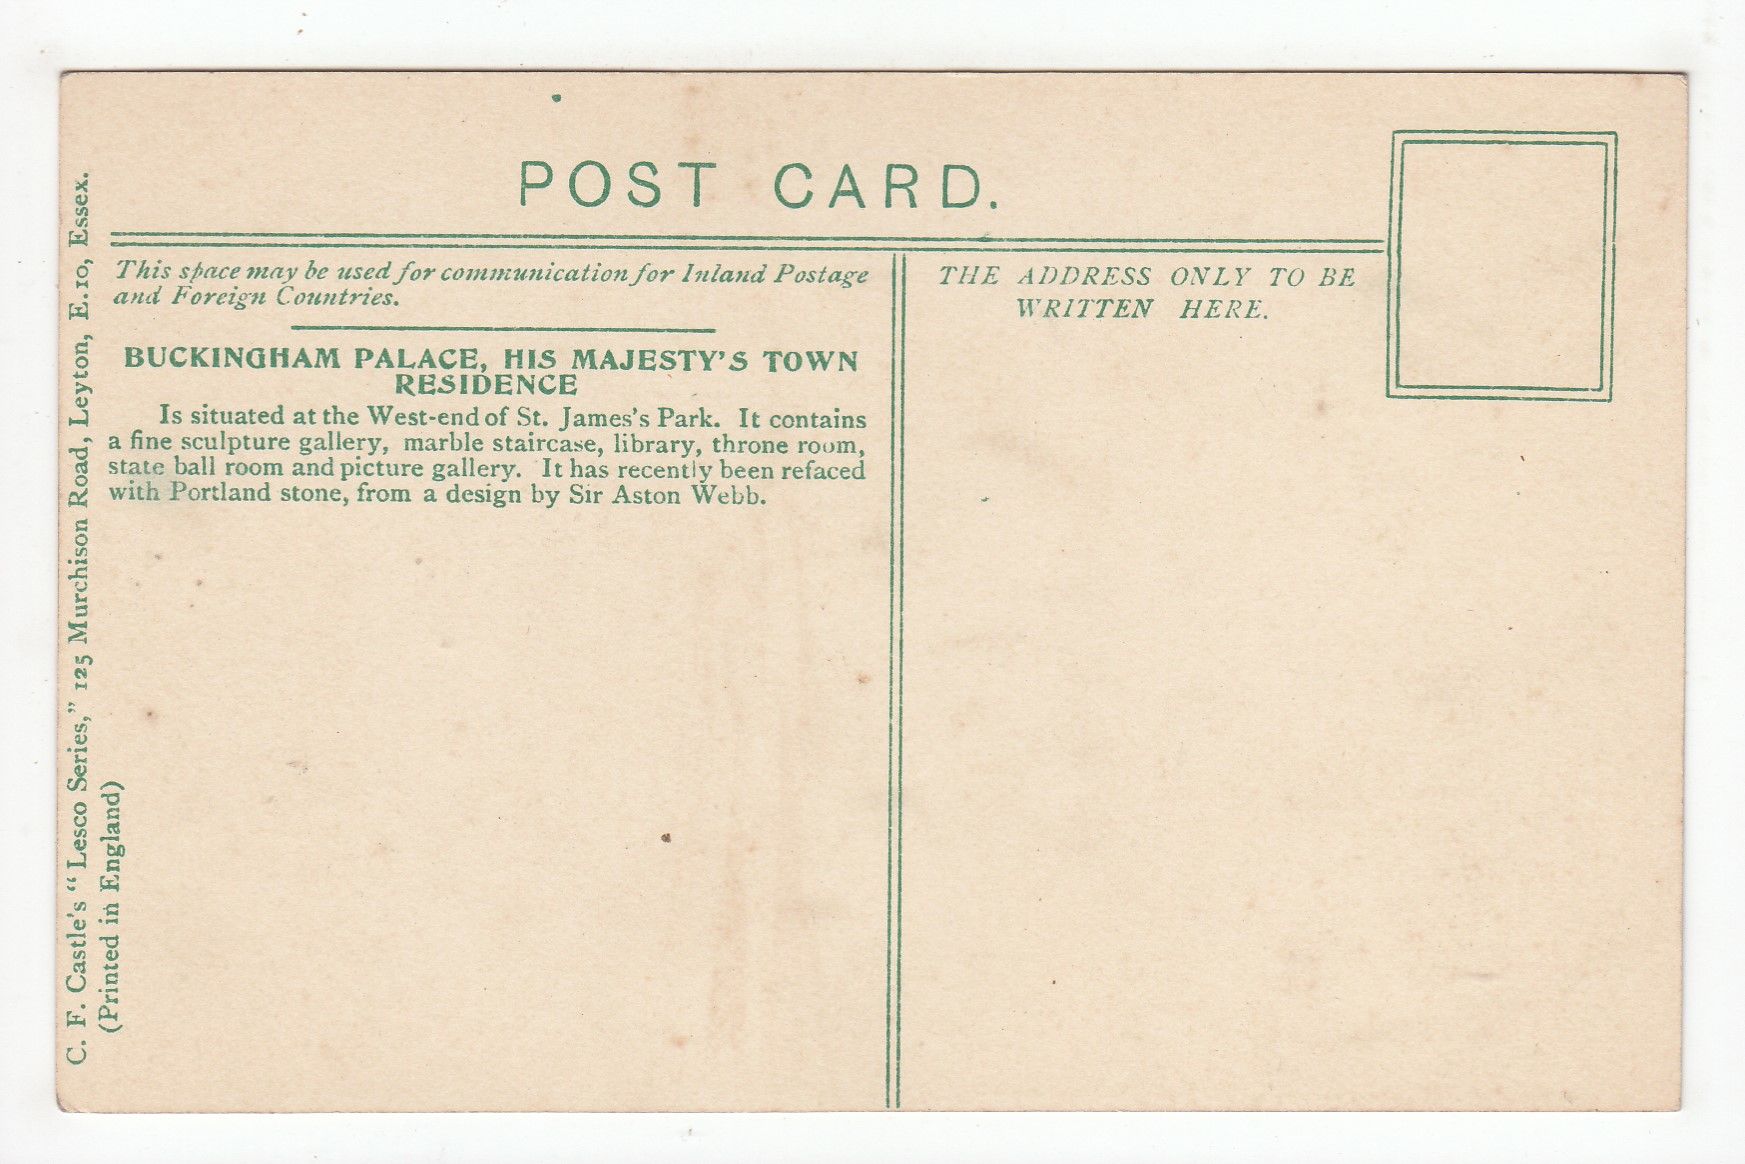 POST CARD.
This space may be used for communication for Inland Postage
and Foreign Countries.
THE ADDRESS ONLY TO BE
WRITTEN HERE.
BUCKINGHAM PALACE, HIS MAJESTY'S TOWN
RESIDENCE
Is situated at the West-end of St. James's Park. It contains
a fine sculpture gallery, marble staircase, library, throne room,
state ball room and picture gallery. It has recently been refaced
with Portland stone, from a design by Sir Aston Webb.
C. F. Castle's "Lesco Series," 125 Murchison Road, Leyton, E.10, Essex.
(Printed in England)